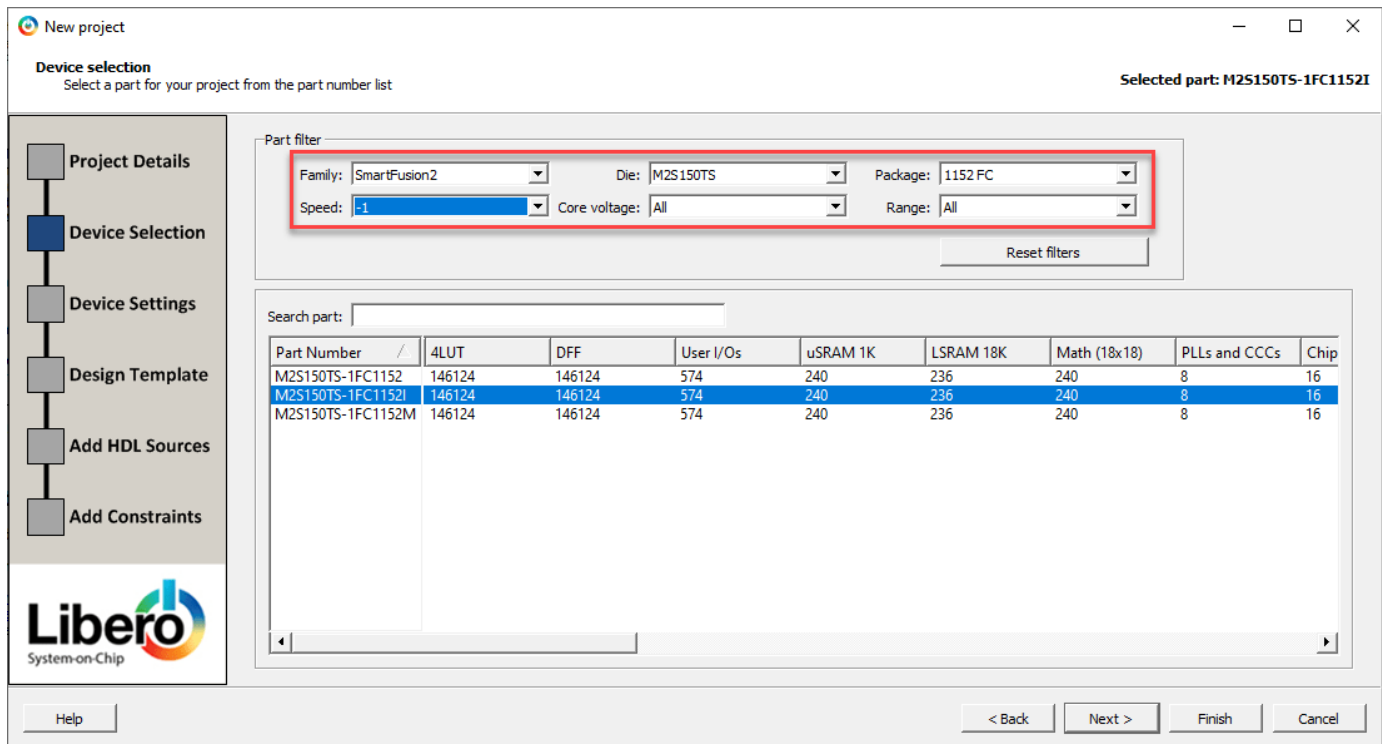 New project
Device selection
Select a part for your project from the part number list
Selected part: M2S150TS-1FC1152I
Project Details
Device Selection
Device Settings
Design Template
Add HDL Sources
Add Constraints
Libero
System-on-Chip
Part filter
Family: SmartFusion2 Die: M2S150TS Package: 1152 FC
Speed: -1 Core voltage: All Range: All
Reset filters
Search part:
Part Number 4LUT DFF User I/Os uSRAM 1K LSRAM 18K Math (18x18) PLLs and CCCs Chip
M2S150TS-1FC1152 146124 146124 574 240 236 240 8 16
M2S150TS-1FC1152I 146124 146124 574 240 236 240 8 16
M2S150TS-1FC1152M 146124 146124 574 240 236 240 8 16
Help < Back Next > Finish Cancel